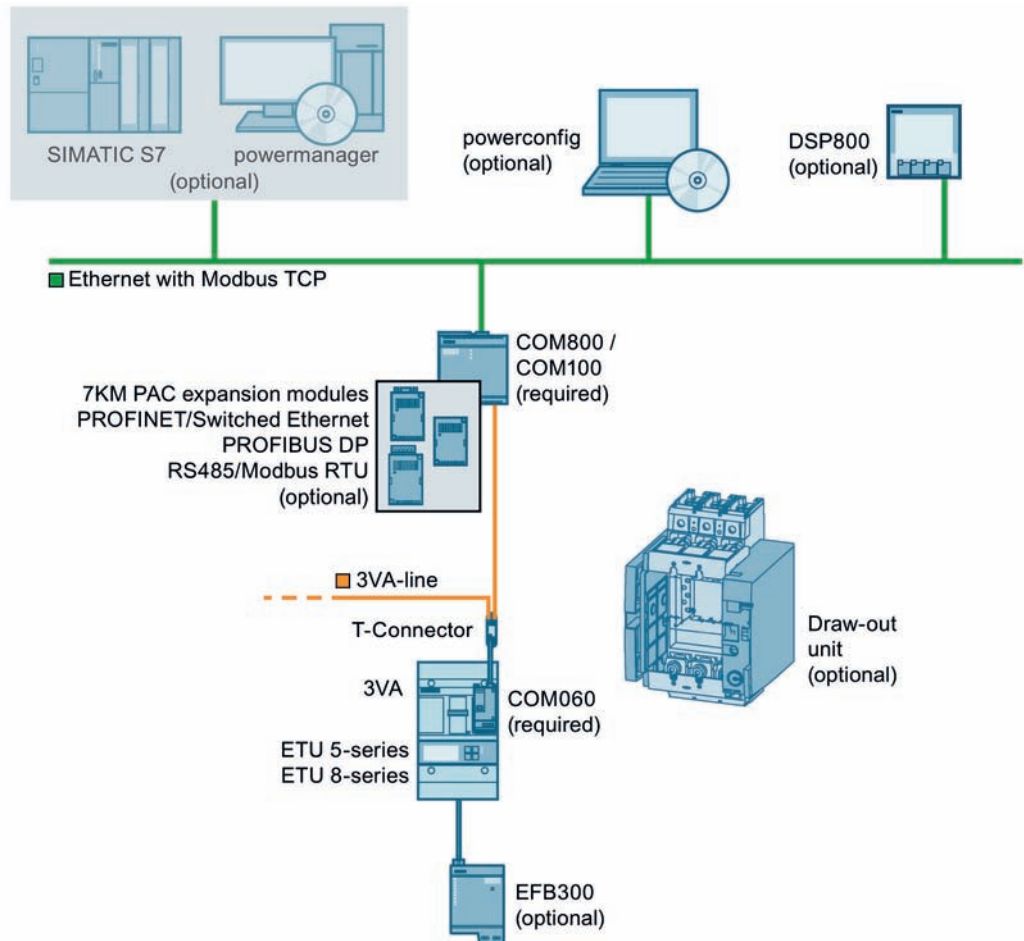 SIMATIC S7
powermanager
(optional)
powerconfig
(optional)
DSP800
(optional)
Ethernet with Modbus TCP
COM800 /
COM100
(required)
7KM PAC expansion modules
PROFINET/Switched Ethernet
PROFIBUS DP
RS485/Modbus RTU
(optional)
3VA-line
T-Connector
Draw-out
unit
(optional)
3VA
COM060
(required)
ETU 5-series
ETU 8-series
EFB300
(optional)